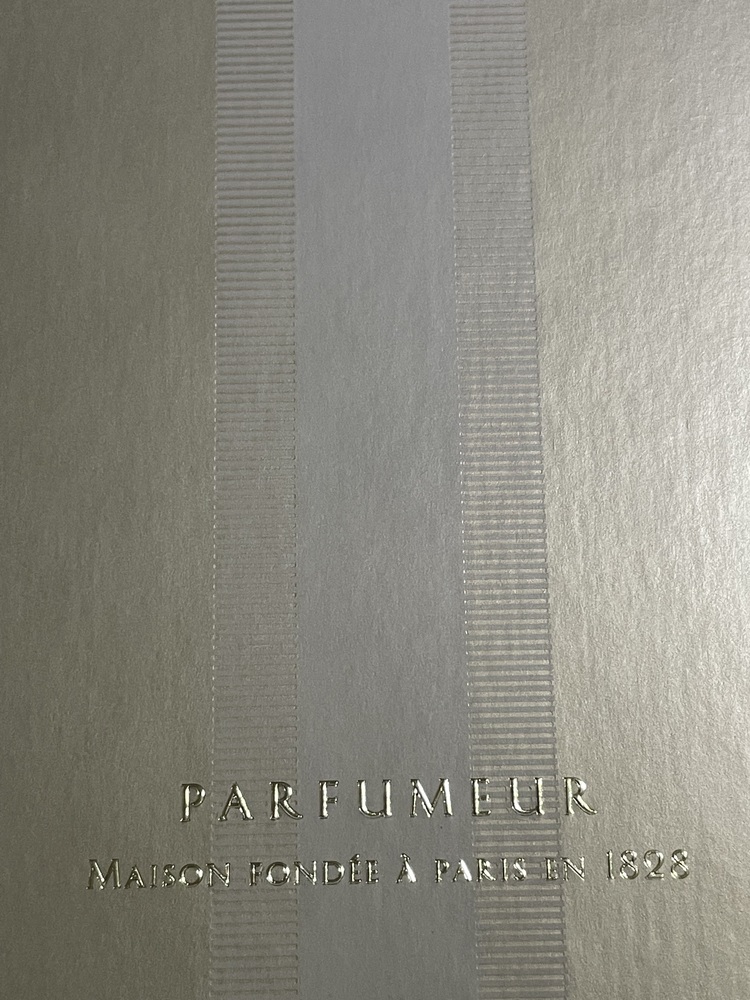 PARFUMEUR
MAISON FONDÉE À PARIS EN 1828